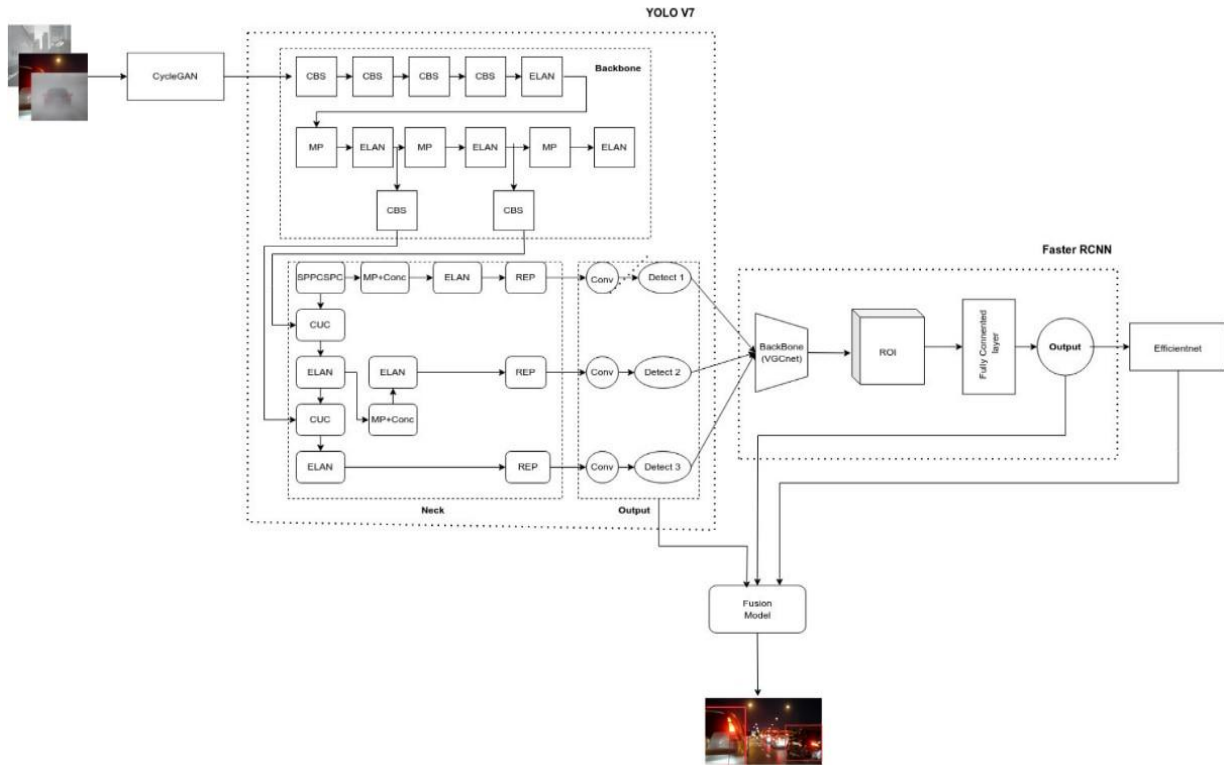 YOLO V7
CycleGAN
Backbone
CBS
CBS
CBS
CBS
ELAN
MP
ELAN
MP
ELAN
MP
ELAN
CBS
CBS
Faster RCNN
SPPCSPC
MP+Conc
ELAN
REP
Conv
Detect 1
CUC
ELAN
ELAN
REP
Conv
Detect 2
CUC
MP+Conc
ELAN
REP
Conv
Detect 3
Neck
Output
BackBone
(VGCnet)
ROI
Fully Connented
layer
Output
Efficientnet
Fusion
Model